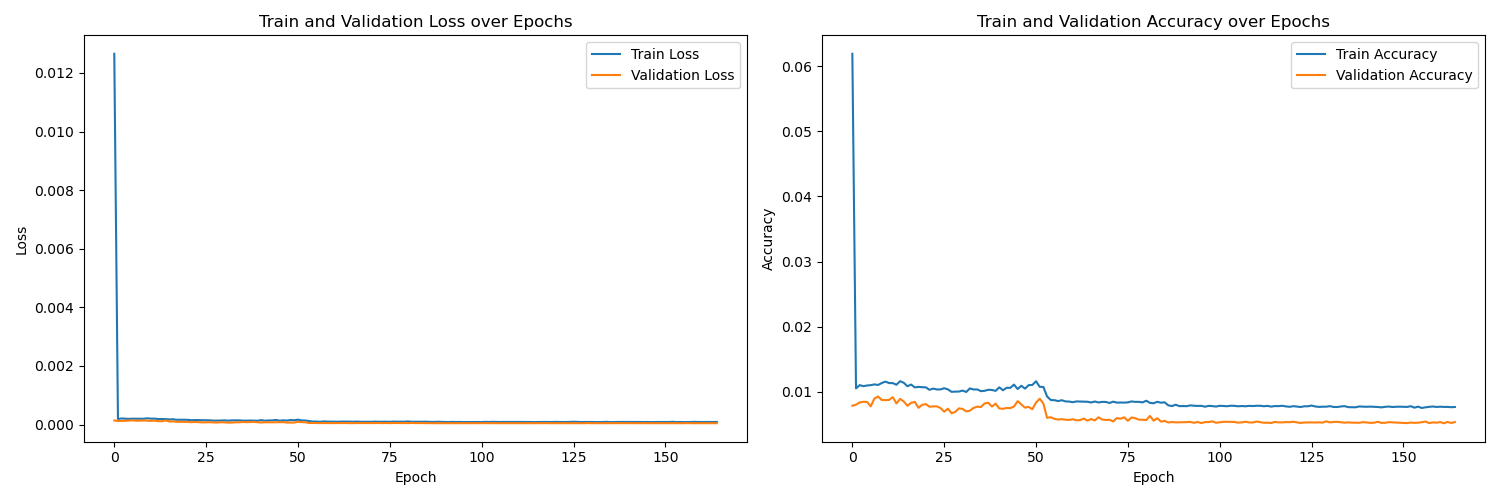 Train and Validation Loss over Epochs
Train Loss
Validation Loss
0.012
0.010
0.008
0.006
0.004
0.002
0.000
Loss
0 25 50 75 100 125 150
Epoch
Train and Validation Accuracy over Epochs
Train Accuracy
Validation Accuracy
0.06
0.05
0.04
0.03
0.02
0.01
Accuracy
0 25 50 75 100 125 150
Epoch